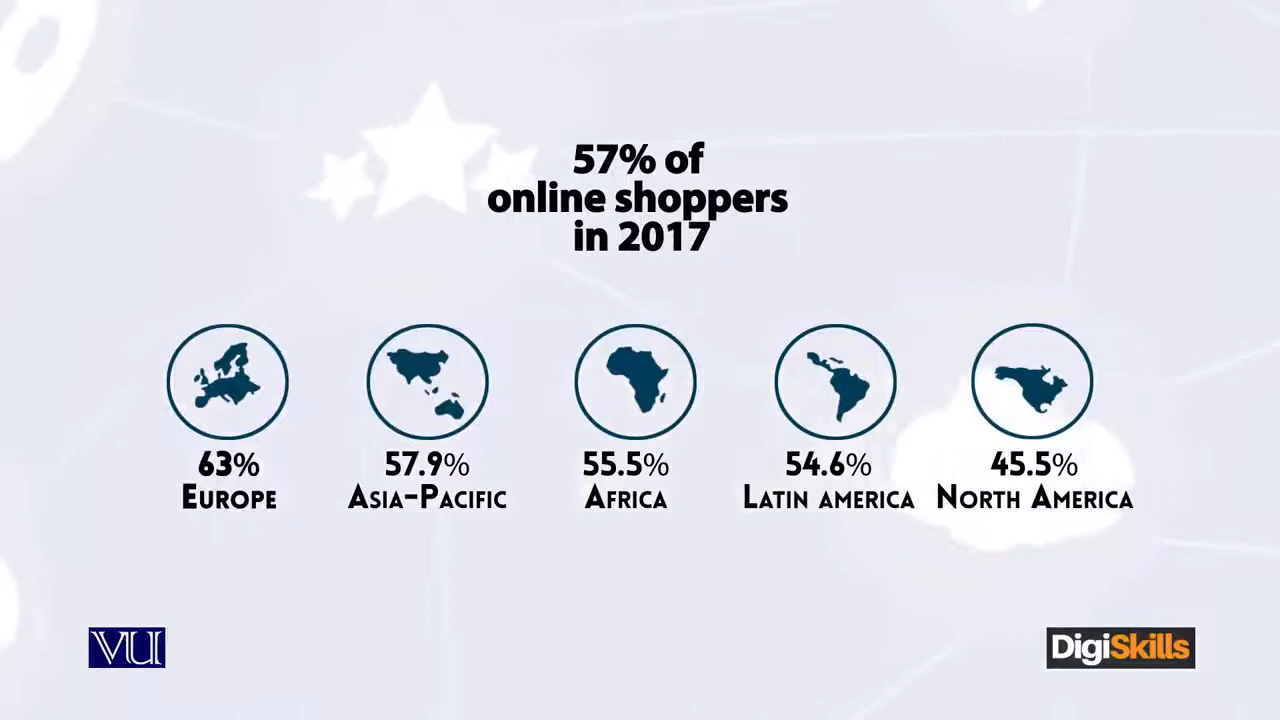 57% of
online shoppers
in 2017
63% 57.9% 55.5% 54.6% 45.5%
EUROPE ASIA-PACIFIC AFRICA LATIN AMERICA NORTH AMERICA
VU DigiSkills